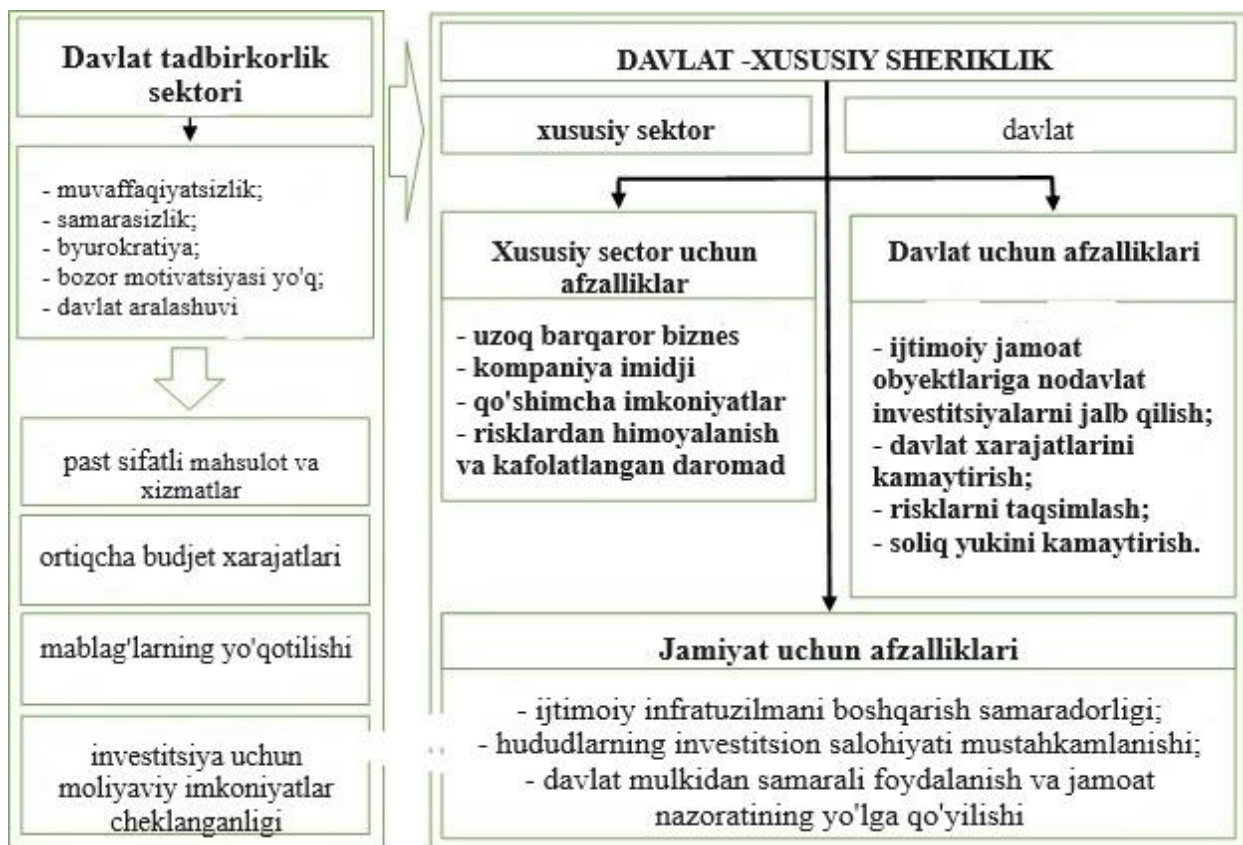 Davlat tadbirkorlik
sektori
- muvaffaqiyatsizlik;
- samarasizlik;
- byurokratiya;
- bozor motivatsiyasi yo'q;
- davlat aralashuvi
past sifatli mahsulot va
xizmatlar
ortiqcha budjet xarajatlari
mablag'larning yo'qotilishi
investitsiya uchun
moliyaviy imkoniyatlar
cheklanganligi
DAVLAT -XUSUSIY SHERIKLIK
xususiy sektor
davlat
Xususiy sector uchun
afzalliklar
- uzoq barqaror biznes
- kompaniya imidji
- qo'shimcha imkoniyatlar
- risklardan himoyalanish
va kafolatlangan daromad
Davlat uchun afzalliklari
- ijtimoiy jamoat
obyektlariga nodavlat
investitsiyalarni jalb qilish;
- davlat xarajatlarini
kamaytirish;
- risklarni taqsimlash;
- soliq yukini kamaytirish.
Jamiyat uchun afzalliklari
- ijtimoiy infratuzilmani boshqarish samaradorligi;
- hududlarning investitsion salohiyati mustahkamlanishi;
- davlat mulkidan samarali foydalanish va jamoat
nazoratining yo'lga qo'yilishi